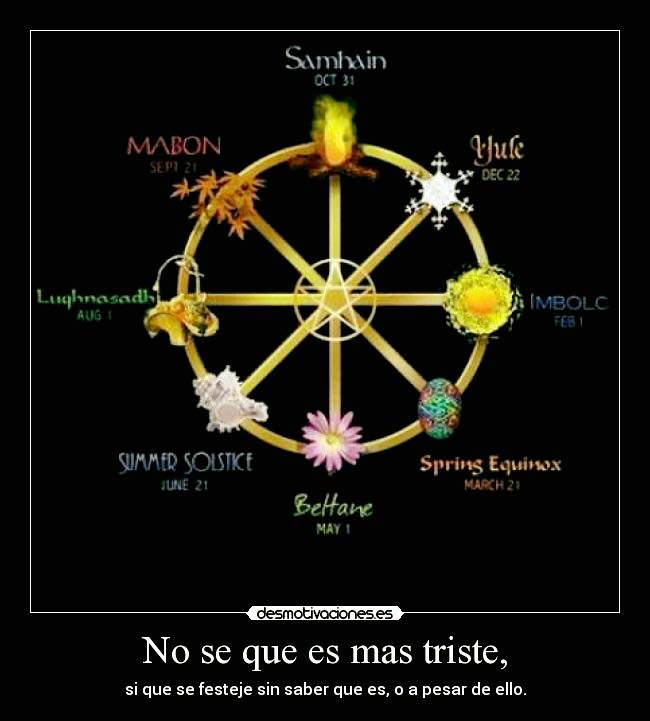 Samhain
OCT 31
Yule
DEC 22
IMBOLC
FEB 1
Spring Equinox
MARCH 21
Beltane
MAY 1
SUMMER SOLSTICE
JUNE 21
Lughnasadh
AUG 1
MABON
SEPT 21
desmotivaciones.es
No se que es mas triste,
si que se festeje sin saber que es, o a pesar de ello.